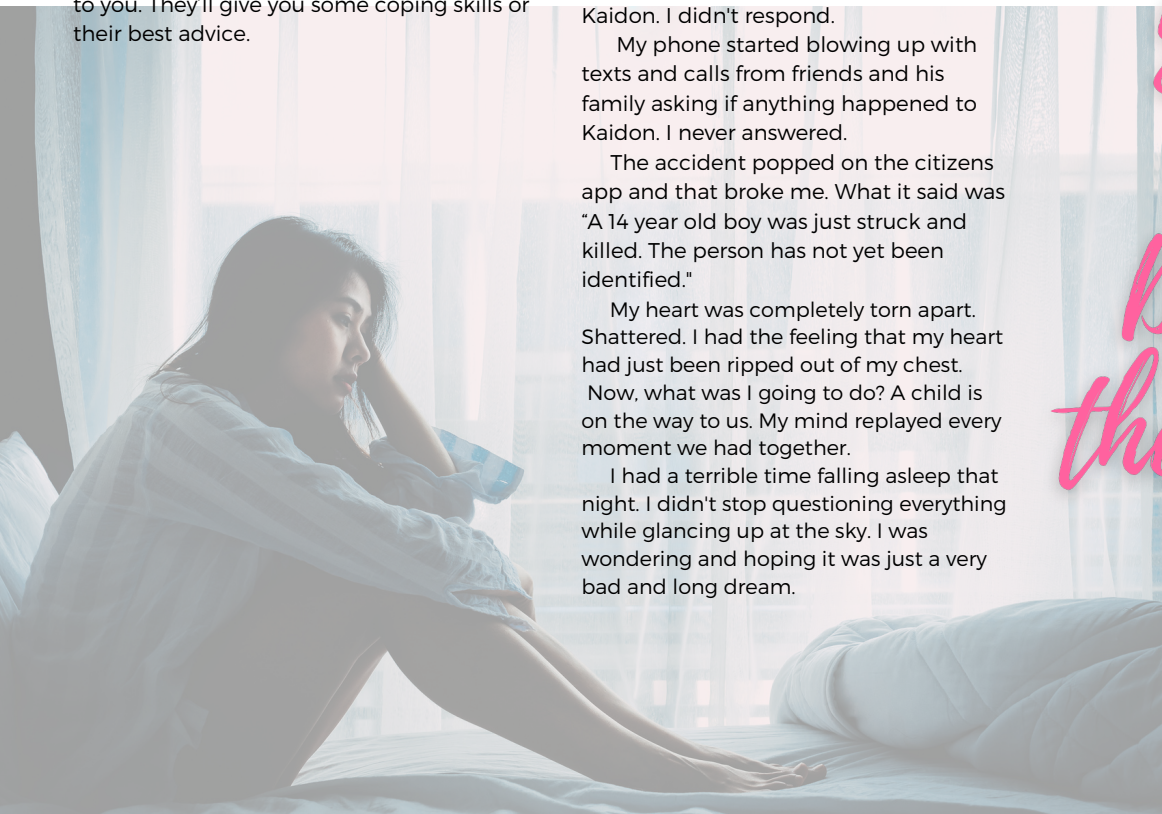 to you. They'll give you some coping skills or
their best advice.
Kaidon. I didn't respond.
My phone started blowing up with
texts and calls from friends and his
family asking if anything happened to
Kaidon. I never answered.
The accident popped on the citizens
app and that broke me. What it said was
“A 14 year old boy was just struck and
killed. The person has not yet been
identified."
My heart was completely torn apart.
Shattered. I had the feeling that my heart
had just been ripped out of my chest.
Now, what was I going to do? A child is
on the way to us. My mind replayed every
moment we had together.
I had a terrible time falling asleep that
night. I didn't stop questioning everything
while glancing up at the sky. I was
wondering and hoping it was just a very
bad and long dream.